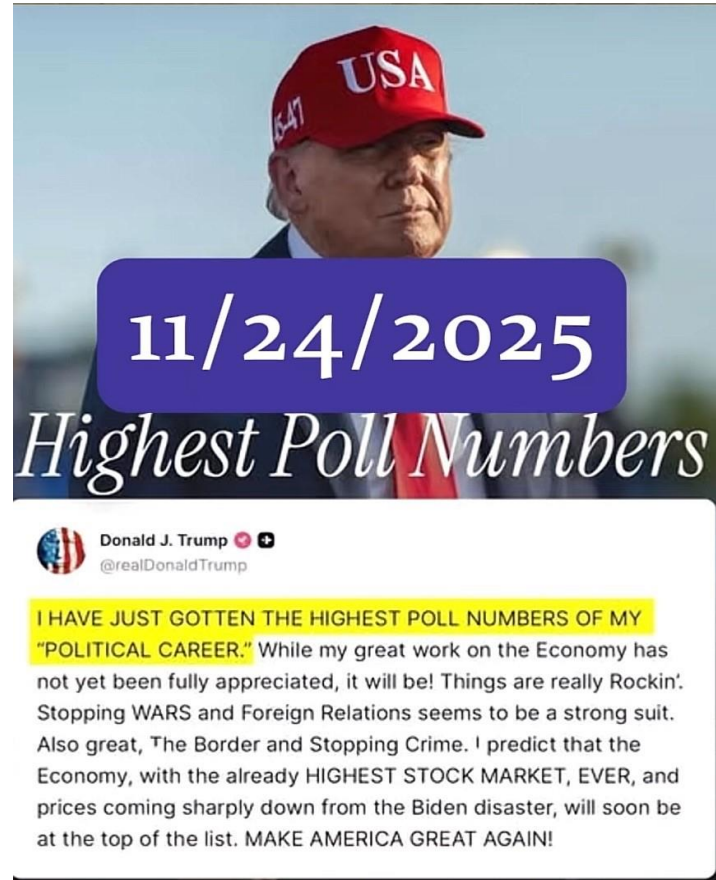 USA
45-47
11/24/2025
Highest Poll Numbers
Donald J. Trump
@realDonaldTrump
I HAVE JUST GOTTEN THE HIGHEST POLL NUMBERS OF MY
“POLITICAL CAREER.” While my great work on the Economy has
not yet been fully appreciated, it will be! Things are really Rockin’.
Stopping WARS and Foreign Relations seems to be a strong suit.
Also great, The Border and Stopping Crime. I predict that the
Economy, with the already HIGHEST STOCK MARKET, EVER, and
prices coming sharply down from the Biden disaster, will soon be
at the top of the list. MAKE AMERICA GREAT AGAIN!